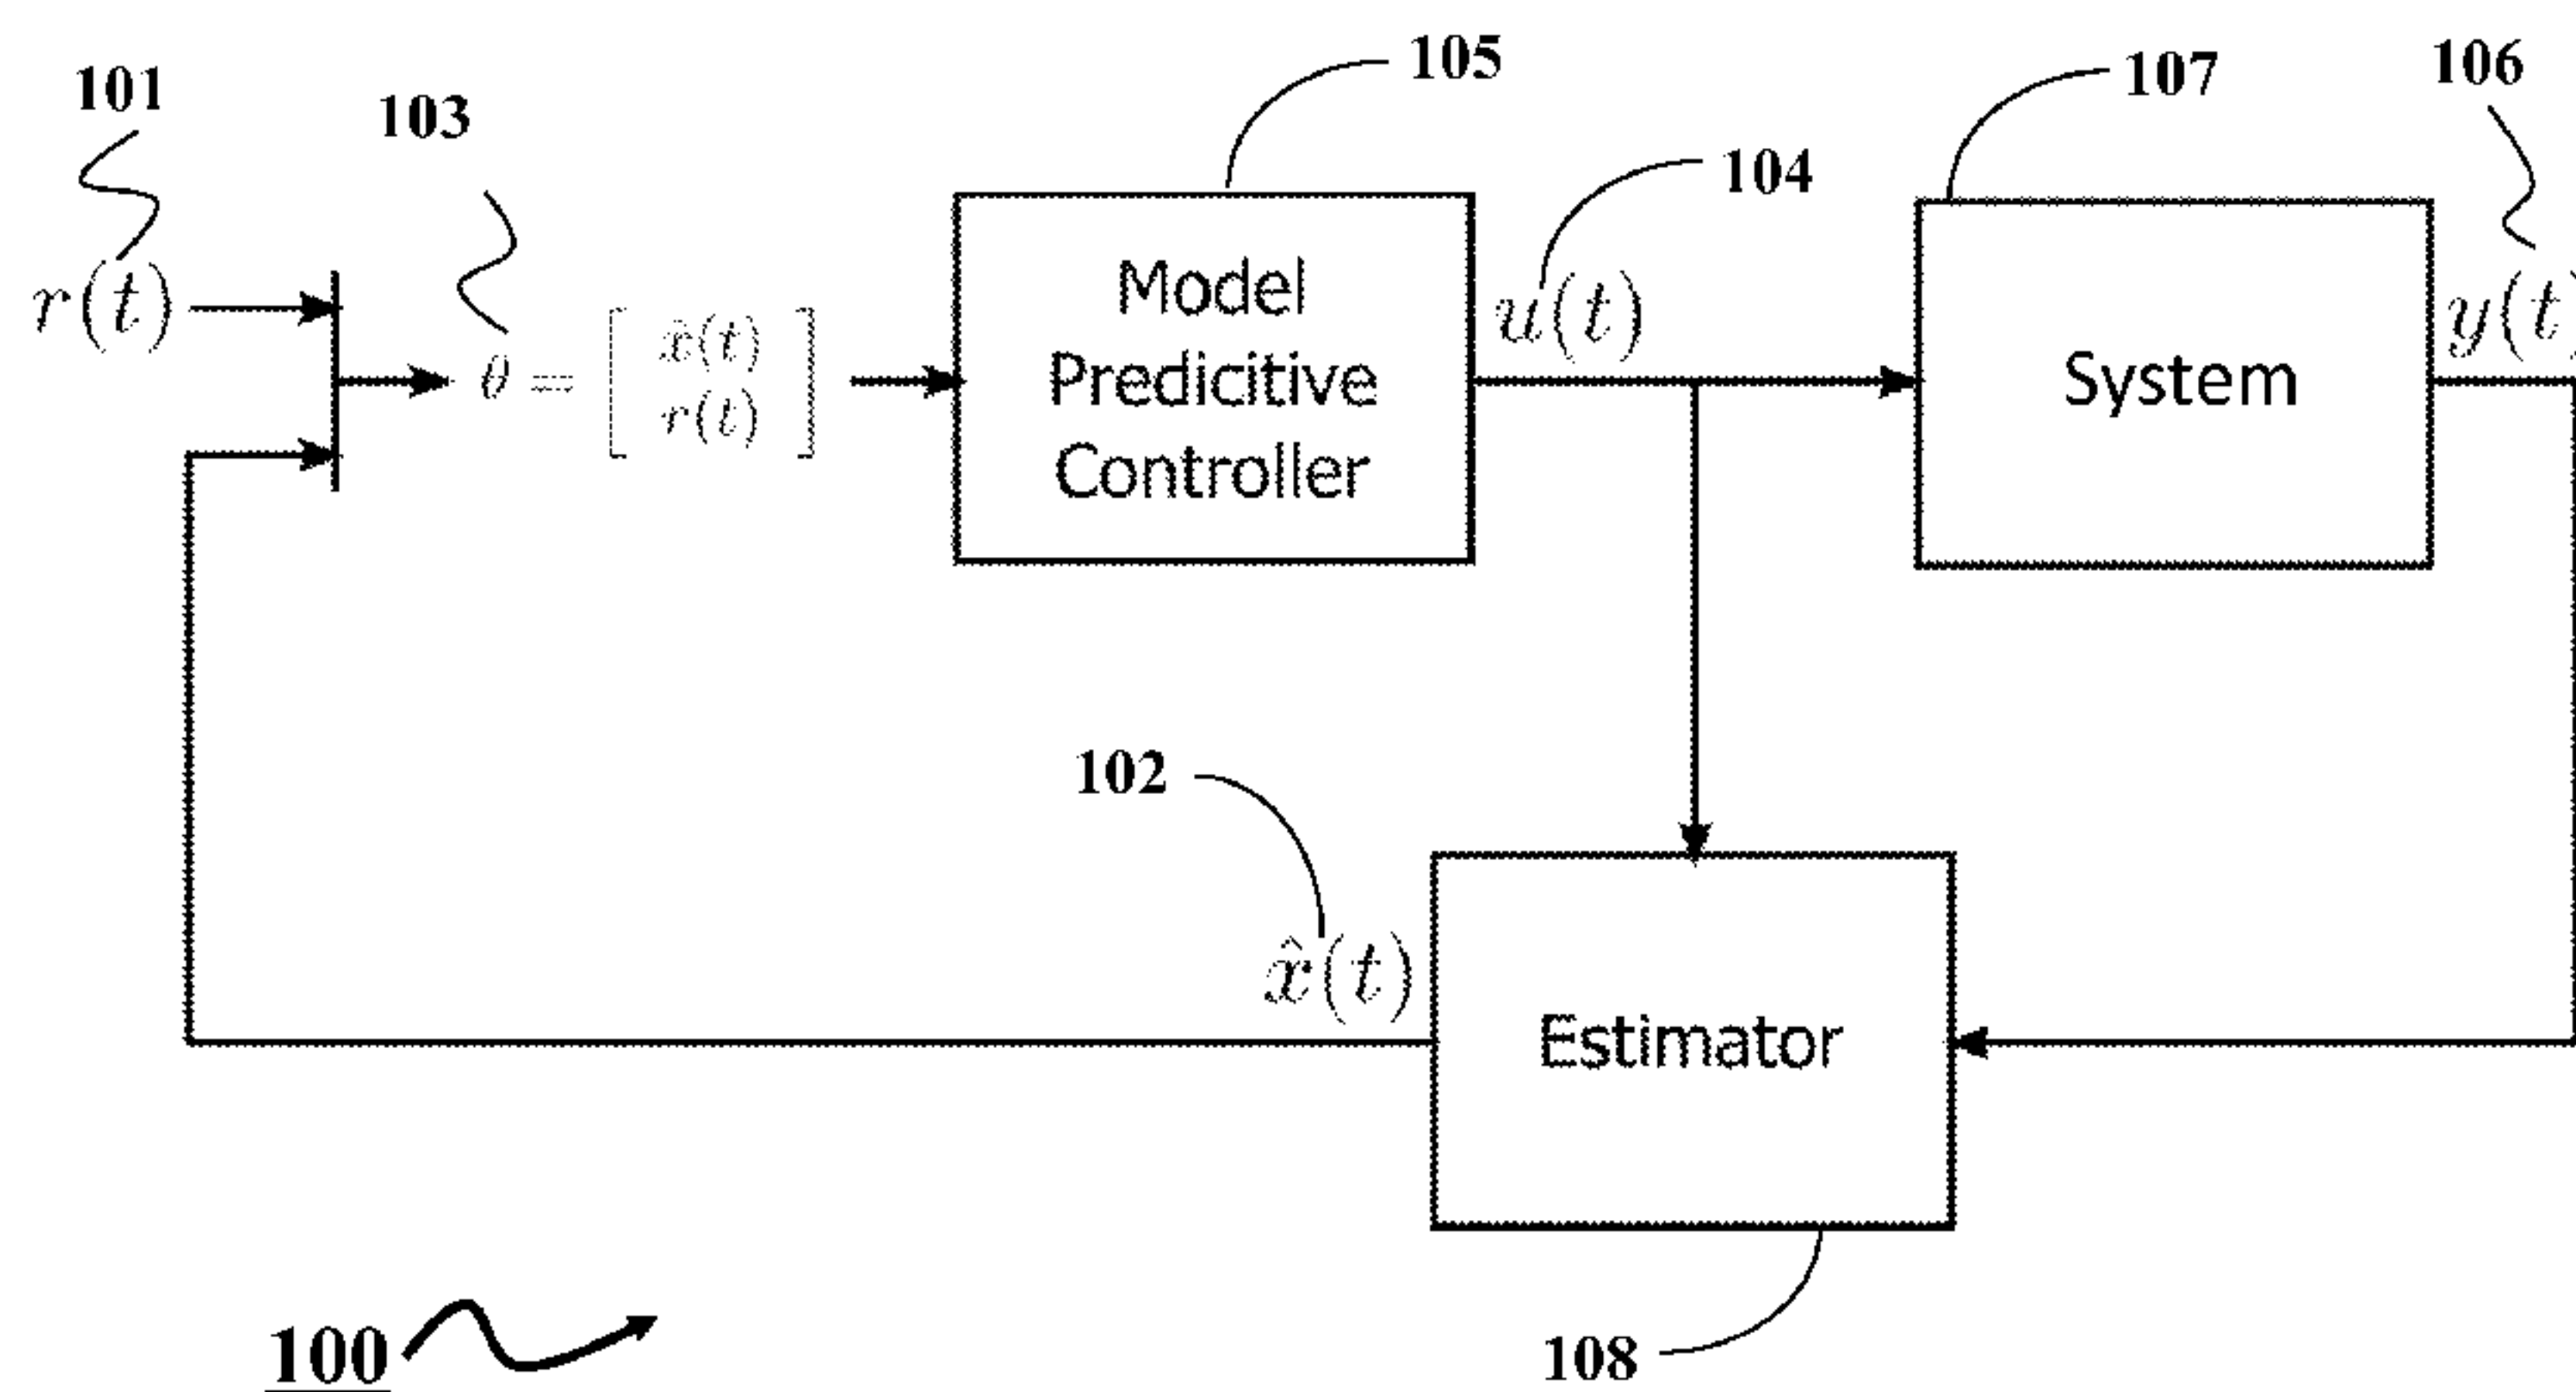 101
103
105
104
107
106
r(t)
θ = [ x̂(t)
r(t) ]
Model
Predicitive
Controller
u(t)
System
y(t)
102
x̂(t)
Estimator
100
108